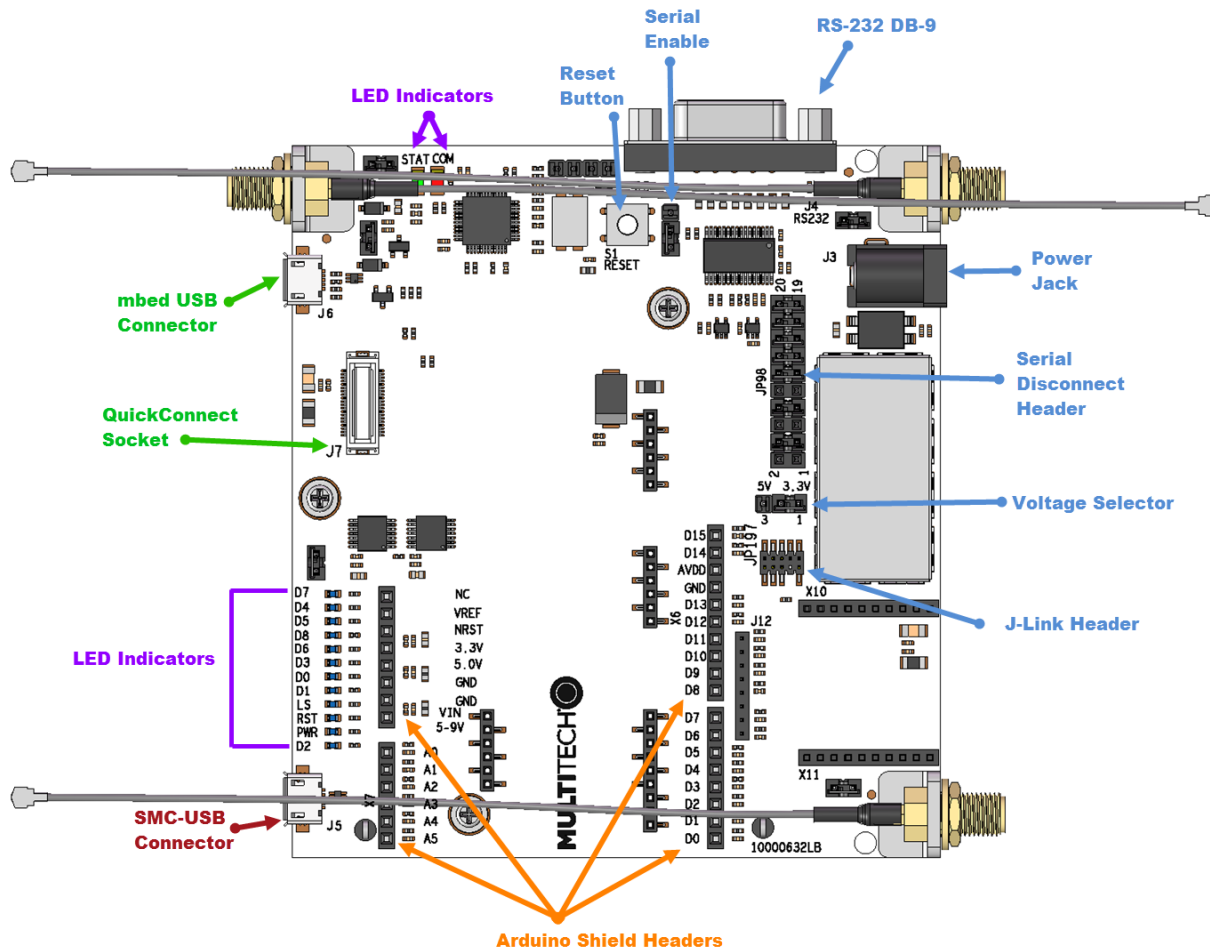 Serial
Enable
RS-232 DB-9
Reset
Button
LED Indicators
STAT COM
J4
RS232
S1
RESET
J3
Power
Jack
mbed USB
Connector
J6
20
19
JP98
Serial
Disconnect
Header
QuickConnect
Socket
J7
2
1
5V
3.3V
3
1
Voltage Selector
JP197
X10
J-Link Header
LED Indicators
D7
D4
D5
D8
D6
D3
D0
D1
LS
RST
PWR
D2
NC
VREF
NRST
3.3V
5.0V
GND
GND
VIN
5-9V
A0
A1
A2
A3
A4
A5
X7
D15
D14
AVDD
GND
D13
D12
D11
D10
D9
D8
X6
J12
D7
D6
D5
D4
D3
D2
D1
D0
X11
MULTITECH
SMC-USB
Connector
J5
10000632LB
Arduino Shield Headers